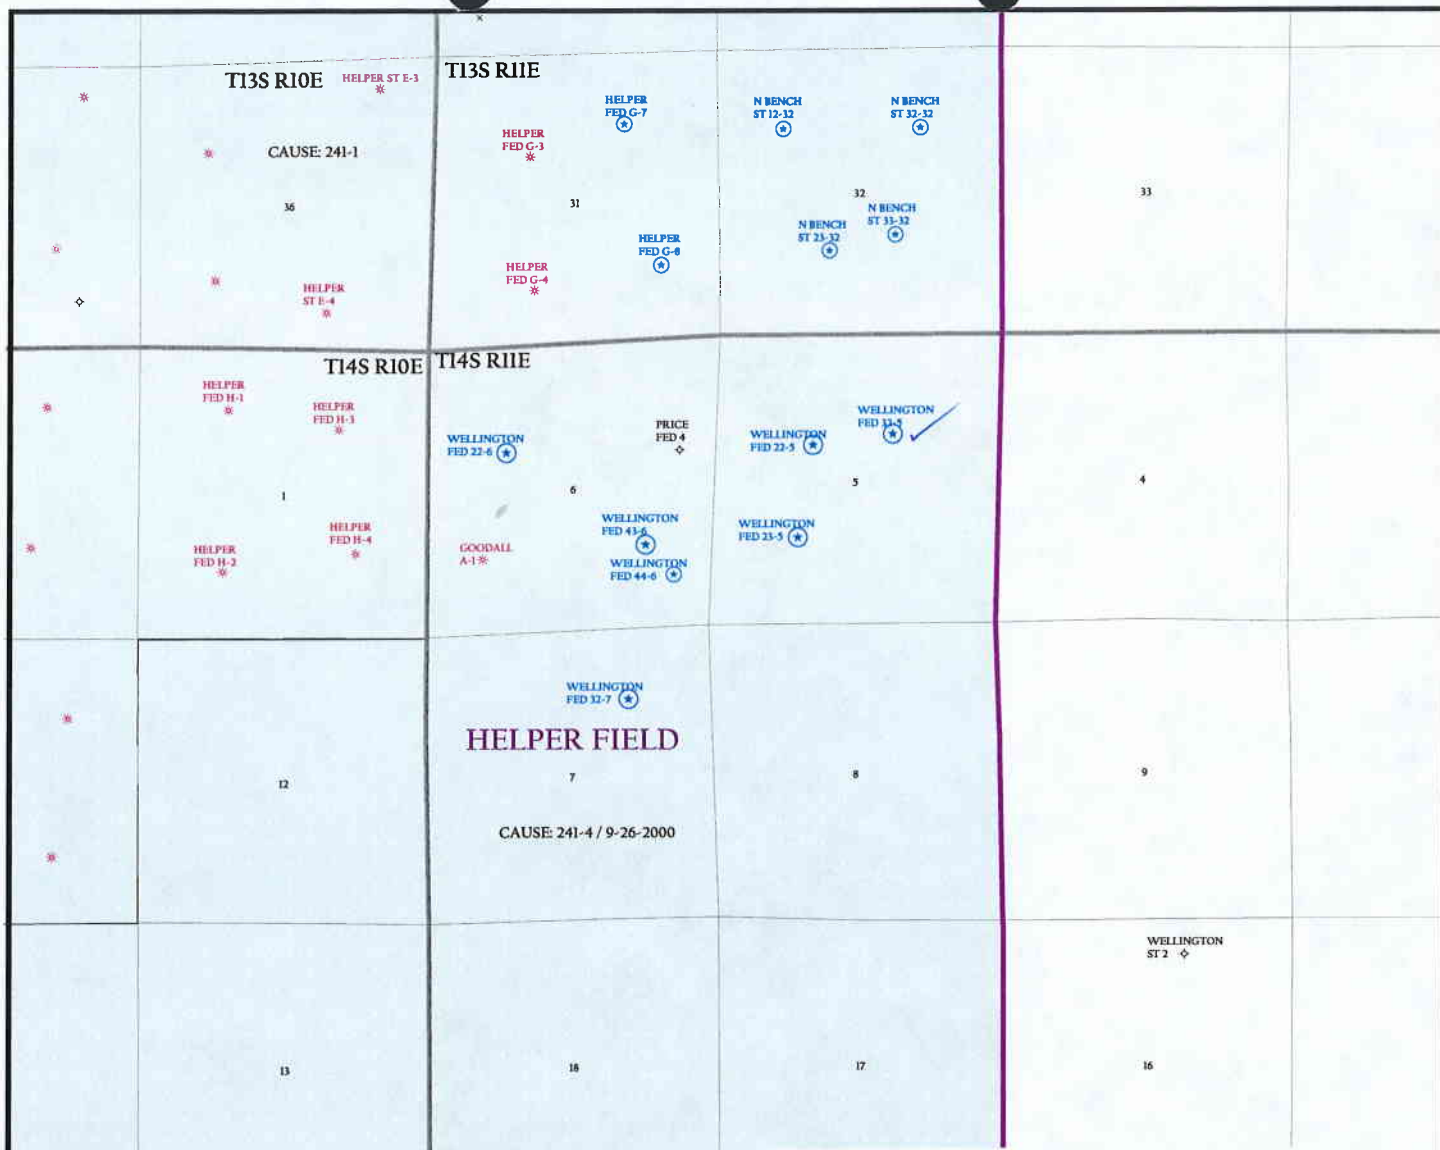 T13S R10E
HELPER ST E-3
T13S R11E
HELPER
FED G-7
N BENCH
ST 12-32
N BENCH
ST 32-32
HELPER
FED G-3
CAUSE: 241-1
36
31
32
33
N BENCH
ST 33-32
N BENCH
ST 23-32
HELPER
FED G-8
HELPER
FED G-4
HELPER
ST E-4
T14S R10E
T14S R11E
HELPER
FED H-1
HELPER
FED H-3
WELLINGTON
FED 22-6
PRICE
FED 4
WELLINGTON
FED 22-5
WELLINGTON
FED 33-5
1
6
5
4
HELPER
FED H-2
HELPER
FED H-4
GOODALL
A-1
WELLINGTON
FED 43-6
WELLINGTON
FED 44-6
WELLINGTON
FED 23-5
WELLINGTON
FED 32-7
HELPER FIELD
12
7
8
9
CAUSE: 241-4 / 9-26-2000
WELLINGTON
ST 2
13
18
17
16